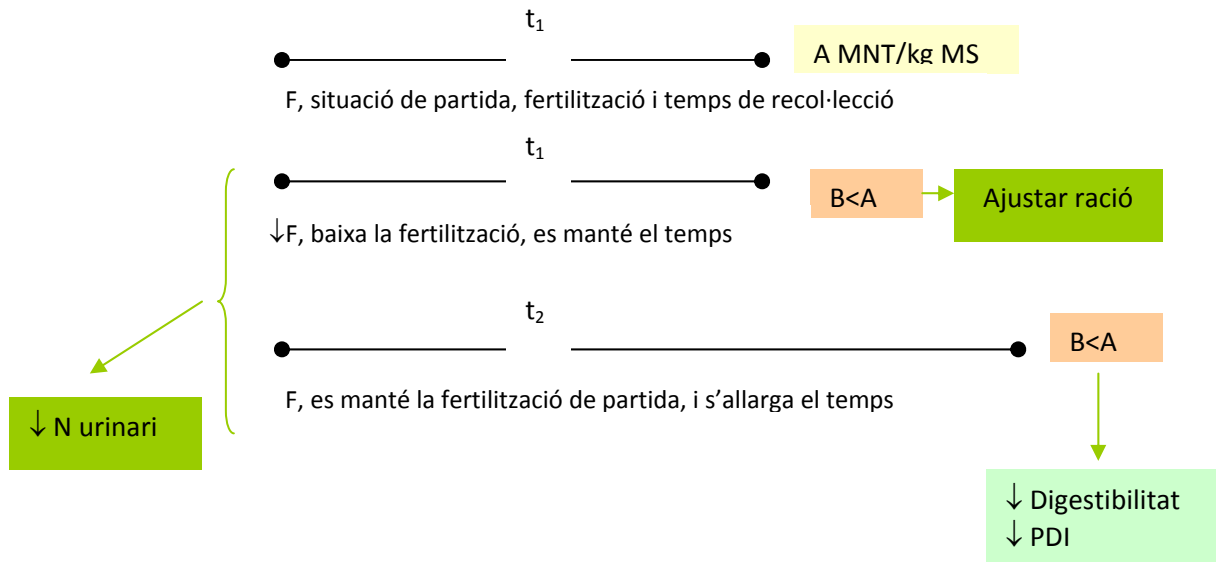 t₁
A MNT/kg MS
F, situació de partida, fertilització i temps de recol·lecció
t₁
B<A
Ajustar ració
↓F, baixa la fertilització, es manté el temps
t₂
B<A
F, es manté la fertilització de partida, i s’allarga el temps
↓ N urinari
↓ Digestibilitat
↓ PDI